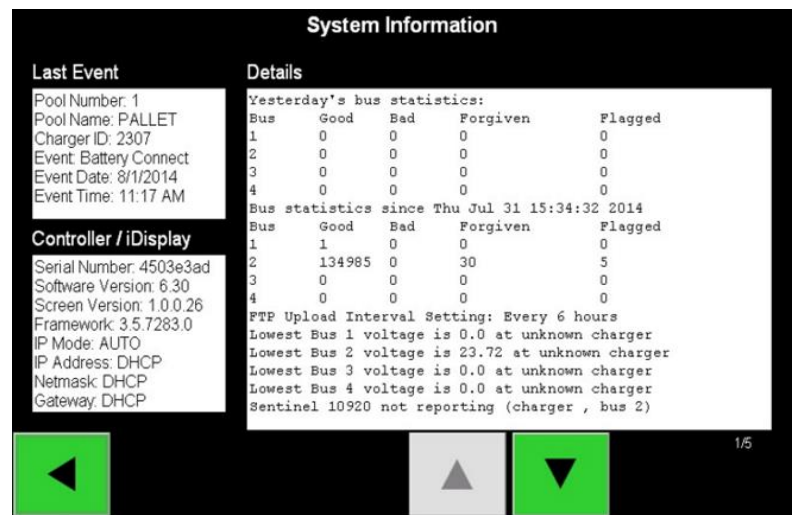 System Information
Last Event
Pool Number: 1
Pool Name: PALLET
Charger ID: 2307
Event: Battery Connect
Event Date: 8/1/2014
Event Time: 11:17 AM
Controller / iDisplay
Serial Number: 4503e3ad
Software Version: 6.30
Screen Version: 1.0.0.26
Framework: 3.5.7283.0
IP Mode: AUTO
IP Address: DHCP
Netmask: DHCP
Gateway: DHCP
Details
Yesterday's bus statistics:
Bus Good Bad Forgiven Flagged
1 0 0 0 0
2 0 0 0 0
3 0 0 0 0
4 0 0 0 0
Bus statistics since Thu Jul 31 15:34:32 2014
Bus Good Bad Forgiven Flagged
1 1 0 0 0
2 134985 0 30 5
3 0 0 0 0
4 0 0 0 0
FTP Upload Interval Setting: Every 6 hours
Lowest Bus 1 voltage is 0.0 at unknown charger
Lowest Bus 2 voltage is 23.72 at unknown charger
Lowest Bus 3 voltage is 0.0 at unknown charger
Lowest Bus 4 voltage is 0.0 at unknown charger
Sentinel 10920 not reporting (charger , bus 2)
1/5